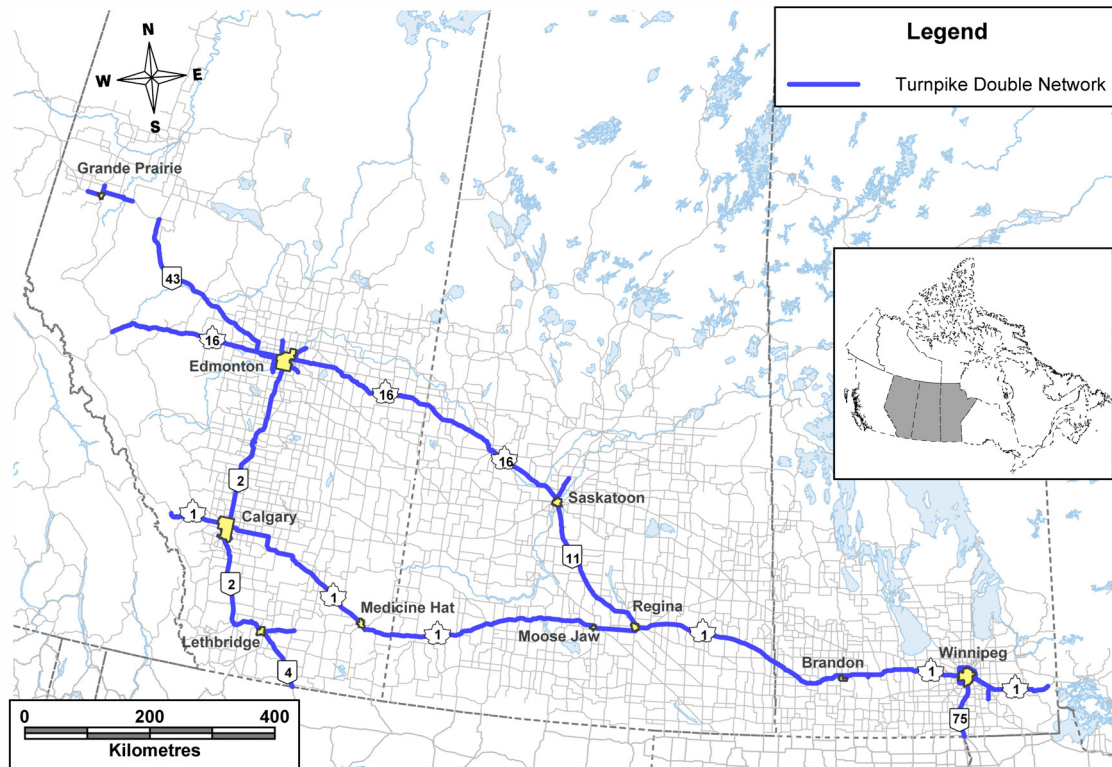 Legend
Turnpike Double Network
N
W
E
S
Grande Prairie
43
16
Edmonton
16
16
2
Saskatoon
1
Calgary
11
2
1
Medicine Hat
Regina
1
Moose Jaw
1
Lethbridge
Brandon
Winnipeg
4
1
1
75
0
200
400
Kilometres